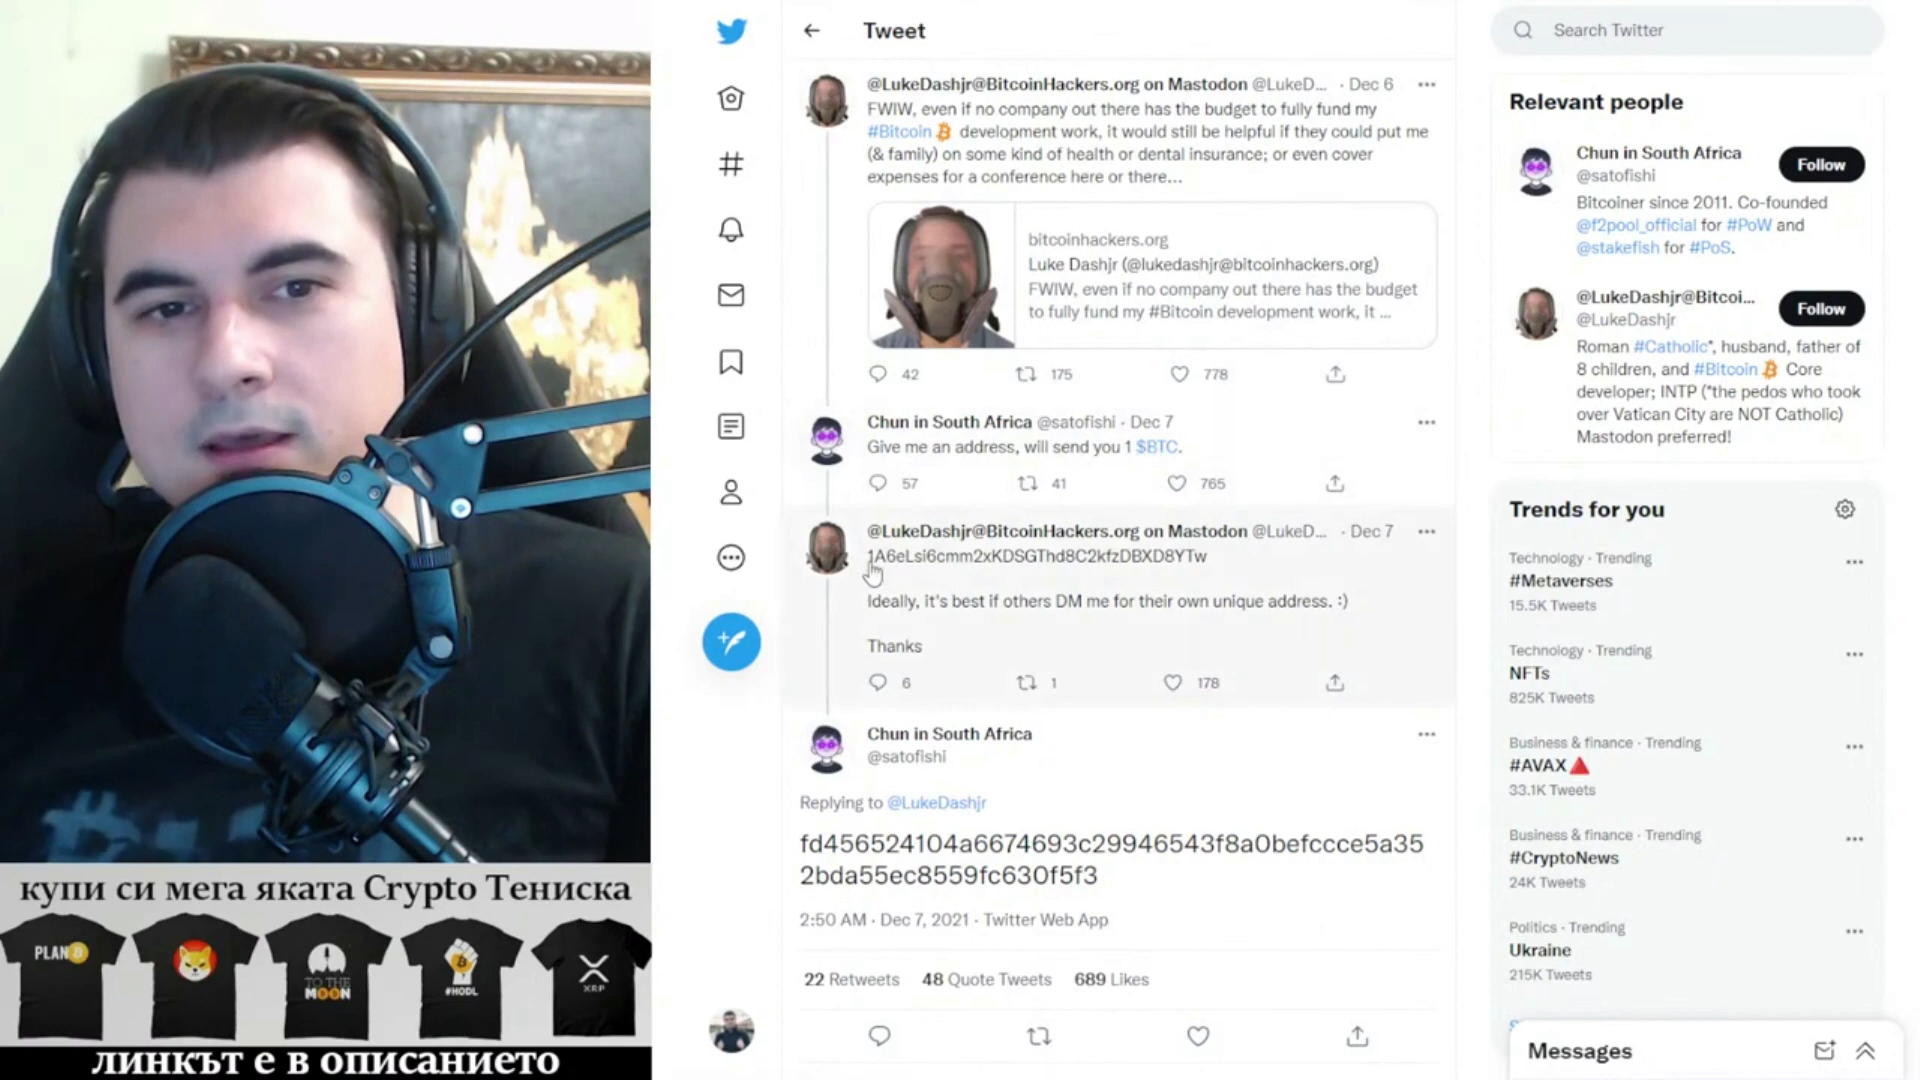 Tweet
@LukeDashjr@BitcoinHackers.org on Mastodon @LukeD... · Dec 6
FWIW, even if no company out there has the budget to fully fund my
#Bitcoin development work, it would still be helpful if they could put me
(& family) on some kind of health or dental insurance; or even cover
expenses for a conference here or there...
bitcoinhackers.org
Luke Dashjr (@lukedashjr@bitcoinhackers.org)
FWIW, even if no company out there has the budget
to fully fund my #Bitcoin development work, it ...
42 175 778
Chun in South Africa @satofishi · Dec 7
Give me an address, will send you 1 $BTC.
57 41 765
@LukeDashjr@BitcoinHackers.org on Mastodon @LukeD... · Dec 7
1A6eLsi6cmm2xKDSGThd8C2kfzDBXD8YTw
Ideally, it's best if others DM me for their own unique address. :)
Thanks
6 1 178
Chun in South Africa
@satofishi
Replying to @LukeDashjr
fd456524104a6674693c29946543f8a0befccce5a35
2bda55ec8559fc630f5f3
2:50 AM · Dec 7, 2021 · Twitter Web App
22 Retweets 48 Quote Tweets 689 Likes
Search Twitter
Relevant people
Chun in South Africa
@satofishi
Follow
Bitcoiner since 2011. Co-founded
@f2pool_official for #PoW and
@stakefish for #PoS.
@LukeDashjr@Bitcoi...
@LukeDashjr
Follow
Roman #Catholic*, husband, father of
8 children, and #Bitcoin Core
developer; INTP (*the pedos who took
over Vatican City are NOT Catholic)
Mastodon preferred!
Trends for you
Technology · Trending
#Metaverses
15.5K Tweets
Technology · Trending
NFTs
825K Tweets
Business & finance · Trending
#AVAX
33.1K Tweets
Business & finance · Trending
#CryptoNews
24K Tweets
Politics · Trending
Ukraine
215K Tweets
Messages
купи си мега яката Crypto Тениска
PLAN B
TO THE
MOON
#HODL
XRP
линкът е в описанието